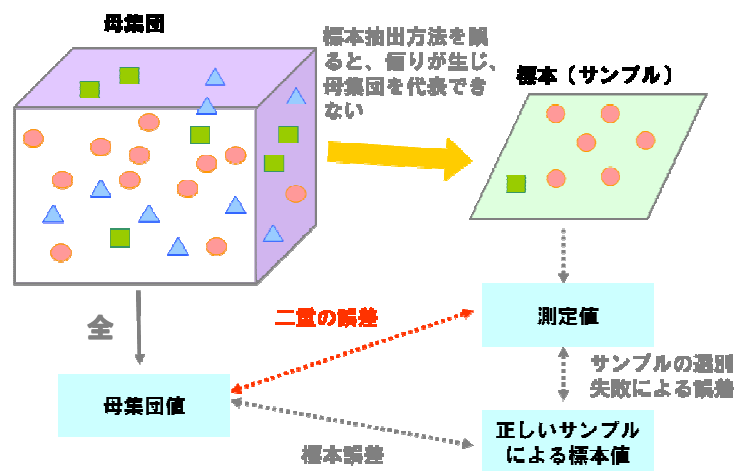 母集団
標本抽出方法を誤
ると、偏りが生じ、
母集団を代表でき
ない
標本（サンプル）
全
二重の誤差
測定値
サンプルの選別
失敗による誤差
母集団値
標本誤差
正しいサンプル
による標本値